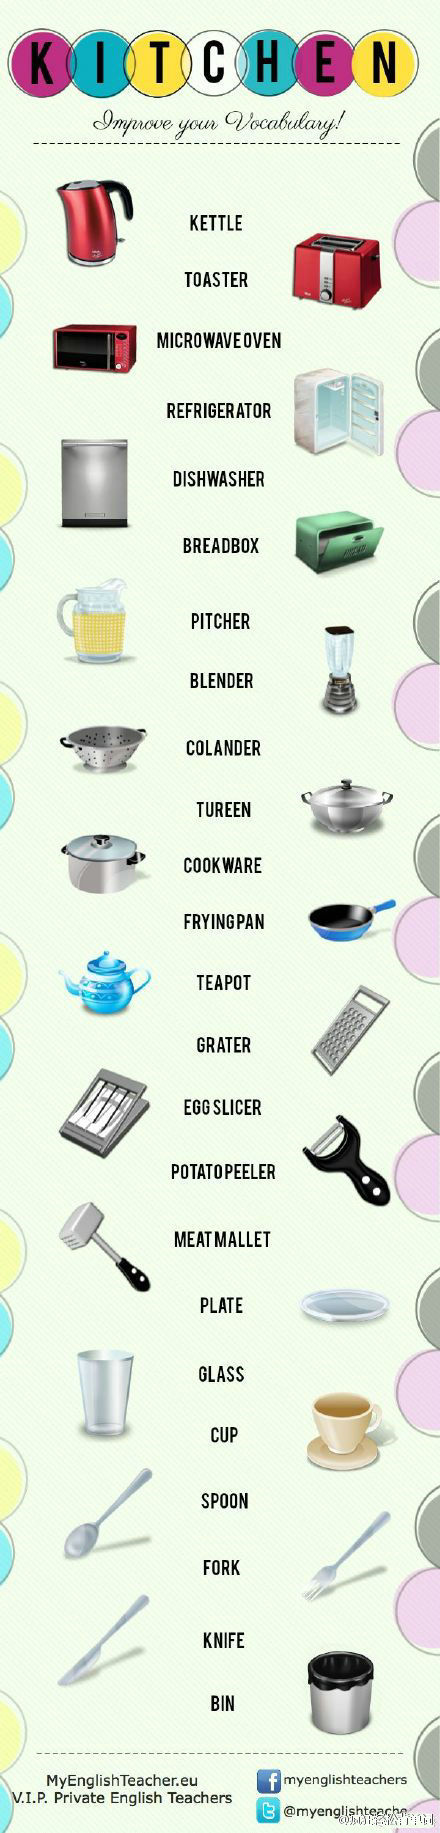 KITCHEN
Improve your Vocabulary!
KETTLE
TOASTER
MICROWAVE OVEN
REFRIGERATOR
DISHWASHER
BREADBOX
PITCHER
BLENDER
COLANDER
TUREEN
COOKWARE
FRYING PAN
TEAPOT
GRATER
EGG SLICER
POTATO PEELER
MEAT MALLET
PLATE
GLASS
CUP
SPOON
FORK
KNIFE
BIN
MyEnglishTeacher.eu
V.I.P. Private English Teachers
myenglishteachers
@myenglishteache